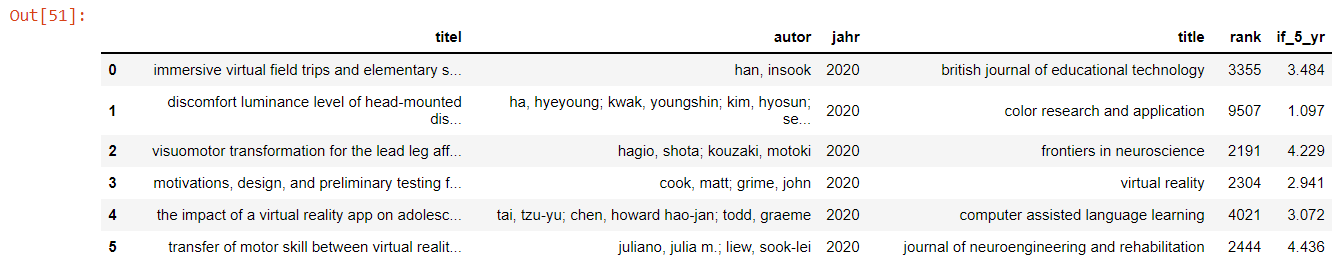 Out[51]:
titel autor jahr title rank if_5_yr
0 immersive virtual field trips and elementary s... han, insook 2020 british journal of educational technology 3355 3.484
1 discomfort luminance level of head-mounted dis... ha, hyeyoung; kwak, youngshin; kim, hyosun; se... 2020 color research and application 9507 1.097
2 visuomotor transformation for the lead leg aff... hagio, shota; kouzaki, motoki 2020 frontiers in neuroscience 2191 4.229
3 motivations, design, and preliminary testing f... cook, matt; grime, john 2020 virtual reality 2304 2.941
4 the impact of a virtual reality app on adolesc... tai, tzu-yu; chen, howard hao-jan; todd, graeme 2020 computer assisted language learning 4021 3.072
5 transfer of motor skill between virtual realit... juliano, julia m.; liew, sook-lei 2020 journal of neuroengineering and rehabilitation 2444 4.436